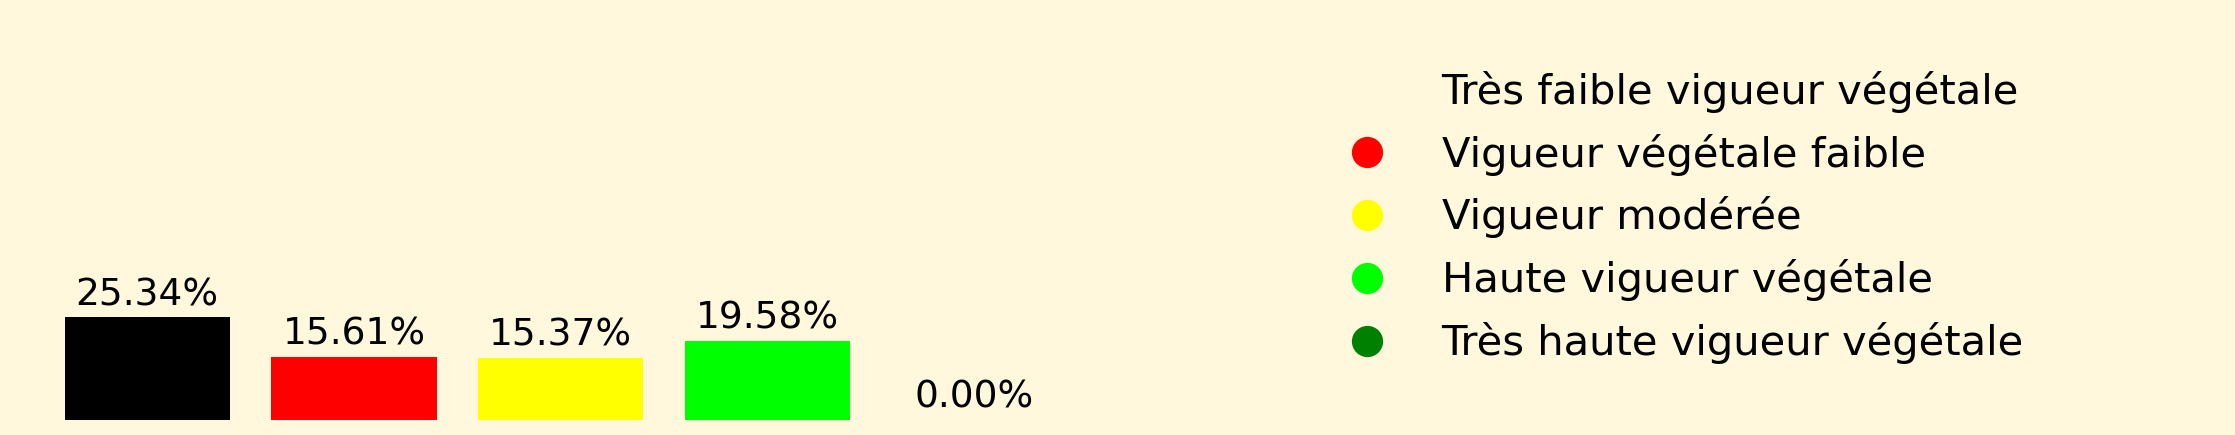 25.34%
15.61%
15.37%
19.58%
0.00%
Très faible vigueur végétale
Vigueur végétale faible
Vigueur modérée
Haute vigueur végétale
Très haute vigueur végétale